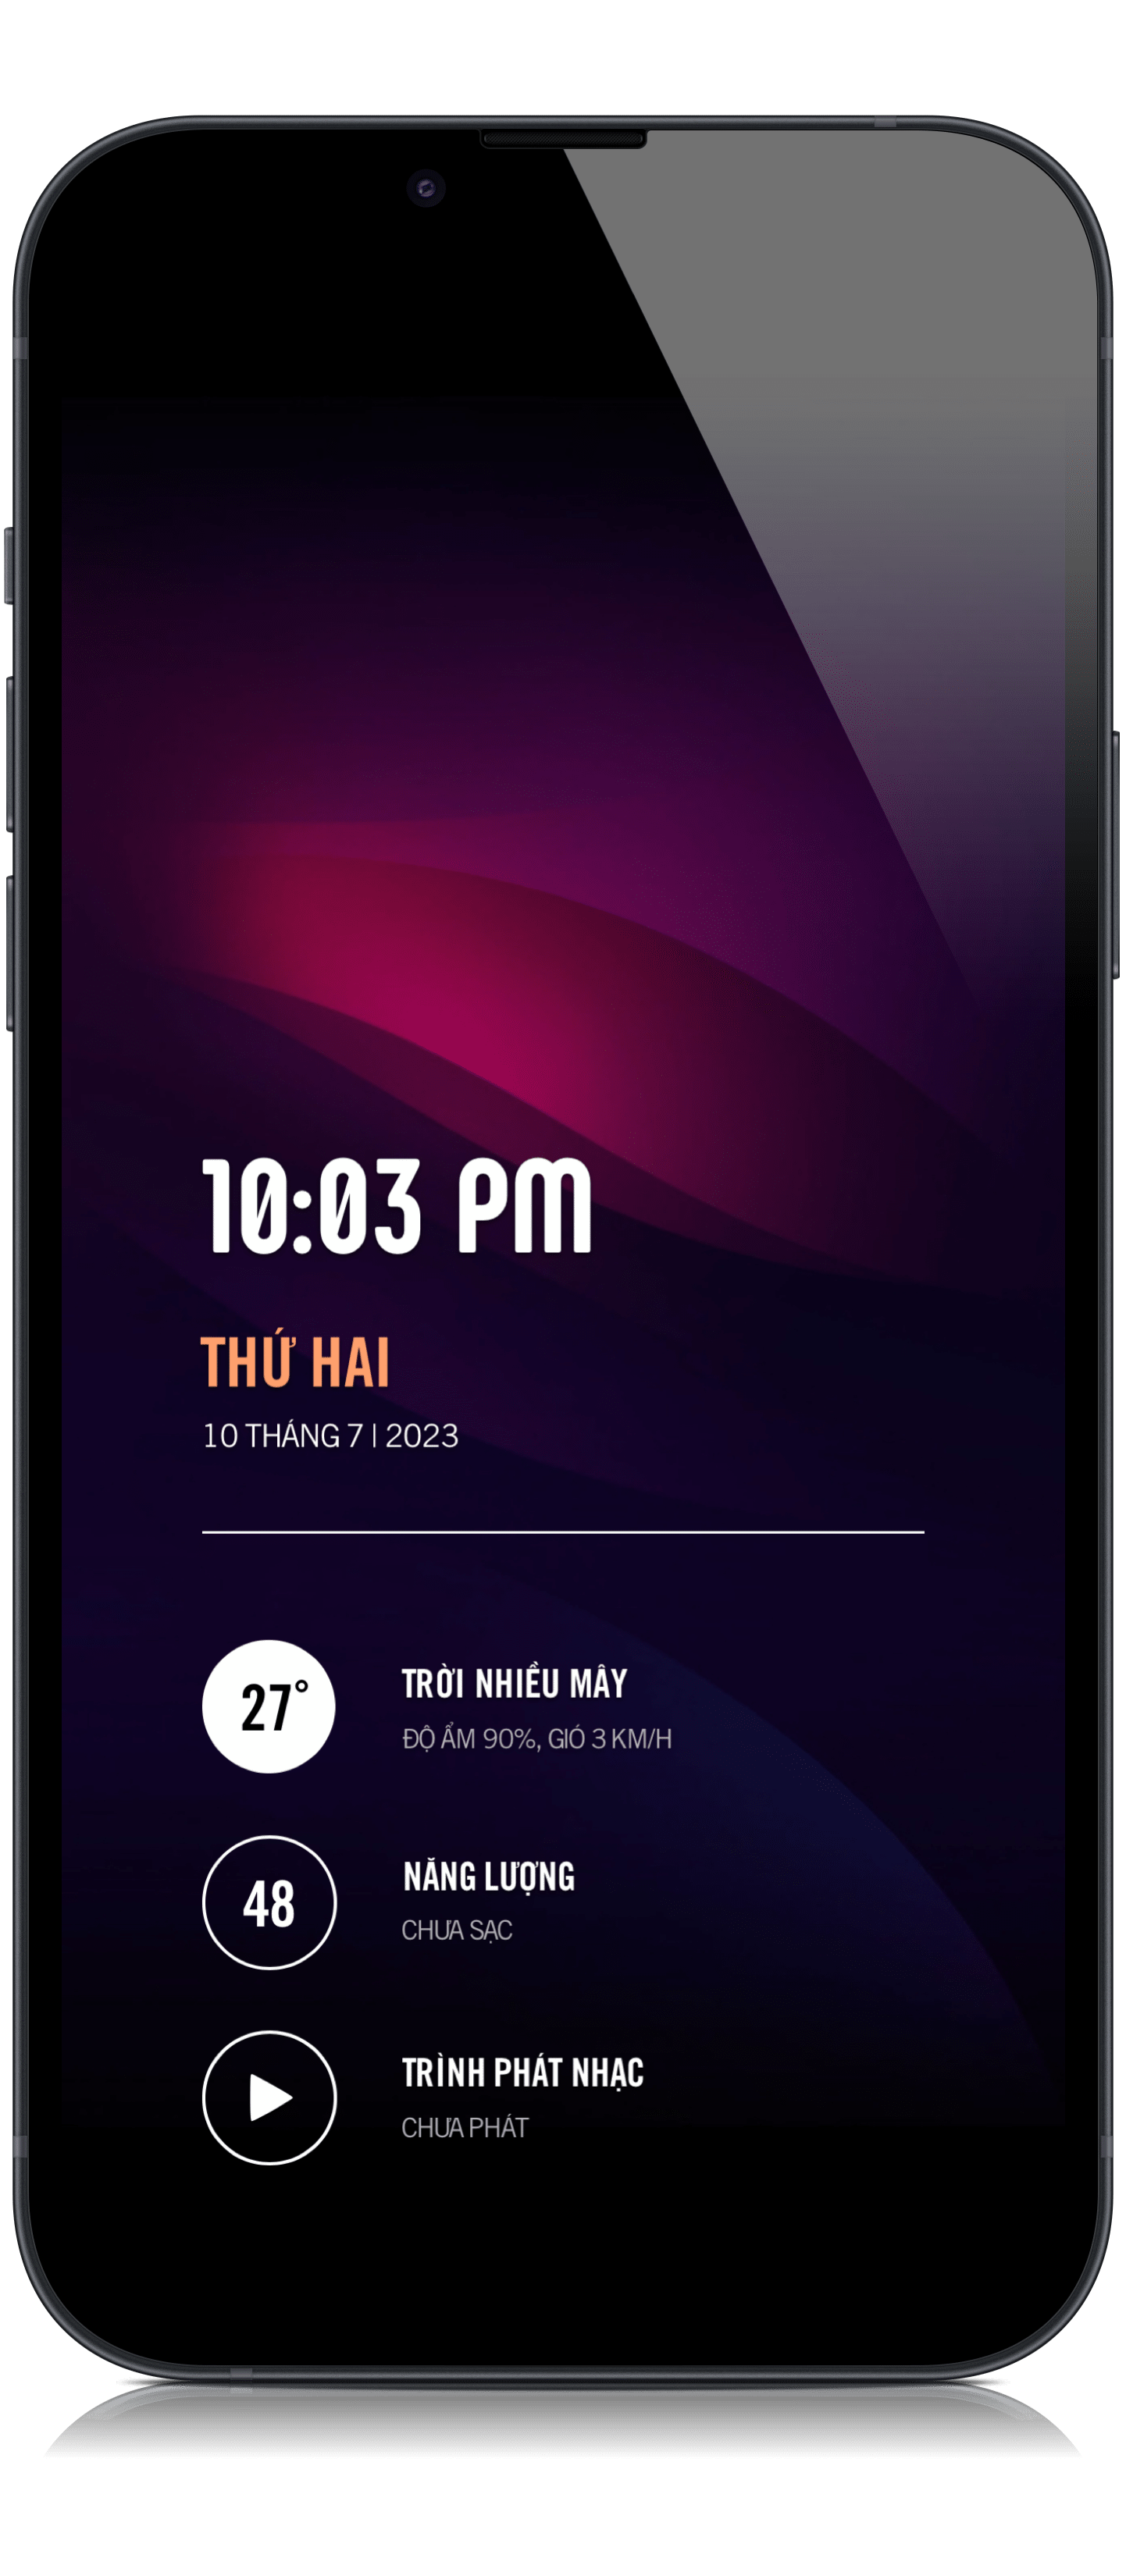 10:03 PM
THỨ HAI
10 THÁNG 7 | 2023
27°
TRỜI NHIỀU MÂY
ĐỘ ẨM 90%, GIÓ 3 KM/H
48
NĂNG LƯỢNG
CHƯA SẠC
TRÌNH PHÁT NHẠC
CHƯA PHÁT